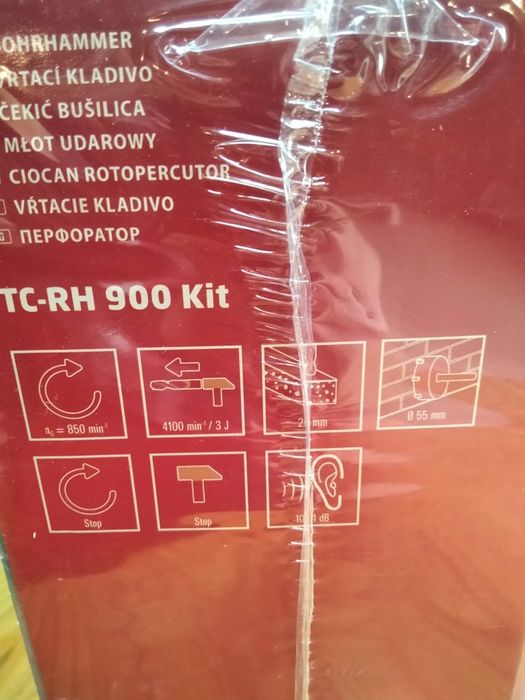 OHRHAMMER
VRTACÍ KLADIVO
ČEKIĆ BUŠILICA
MŁOT UDAROWY
CIOCAN ROTOPERCUTOR
VŔTACIE KLADIVO
ПЕРФОРАТОР
TC-RH 900 Kit
n₀ = 850 min⁻¹
4100 min⁻¹ / 3 J
mm
Ø 55 mm
Stop
Stop
dB